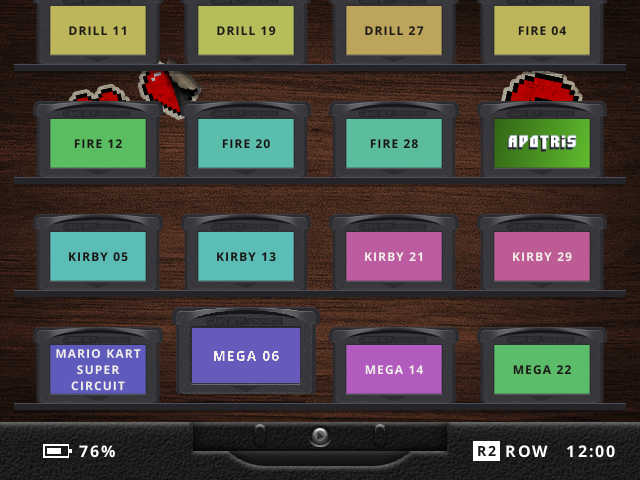 DRILL 11
DRILL 19
DRILL 27
FIRE 04
FIRE 12
FIRE 20
FIRE 28
APOTRIS
KIRBY 05
KIRBY 13
KIRBY 21
KIRBY 29
MARIO KART
SUPER
CIRCUIT
MEGA 06
MEGA 14
MEGA 22
76%
R2 ROW 12:00